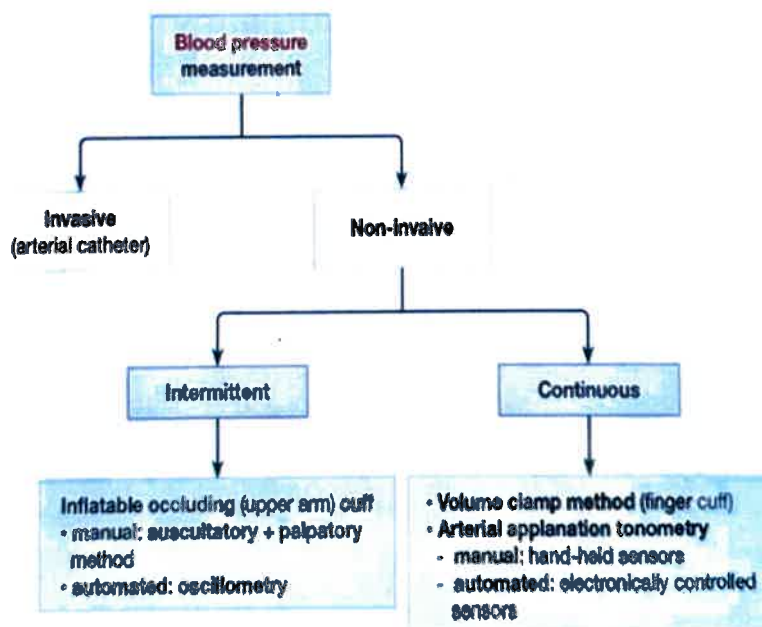 Blood pressure
measurement
Invasive
(arterial catheter)
Non-invaive
Intermittent
Continuous
Inflatable occluding (upper arm) cuff
• manual: auscultatory + palpatory
method
• automated: oscillometry
• Volume clamp method (finger cuff)
• Arterial applanation tonometry
- manual: hand-held sensors
- automated: electronically controlled
sensors